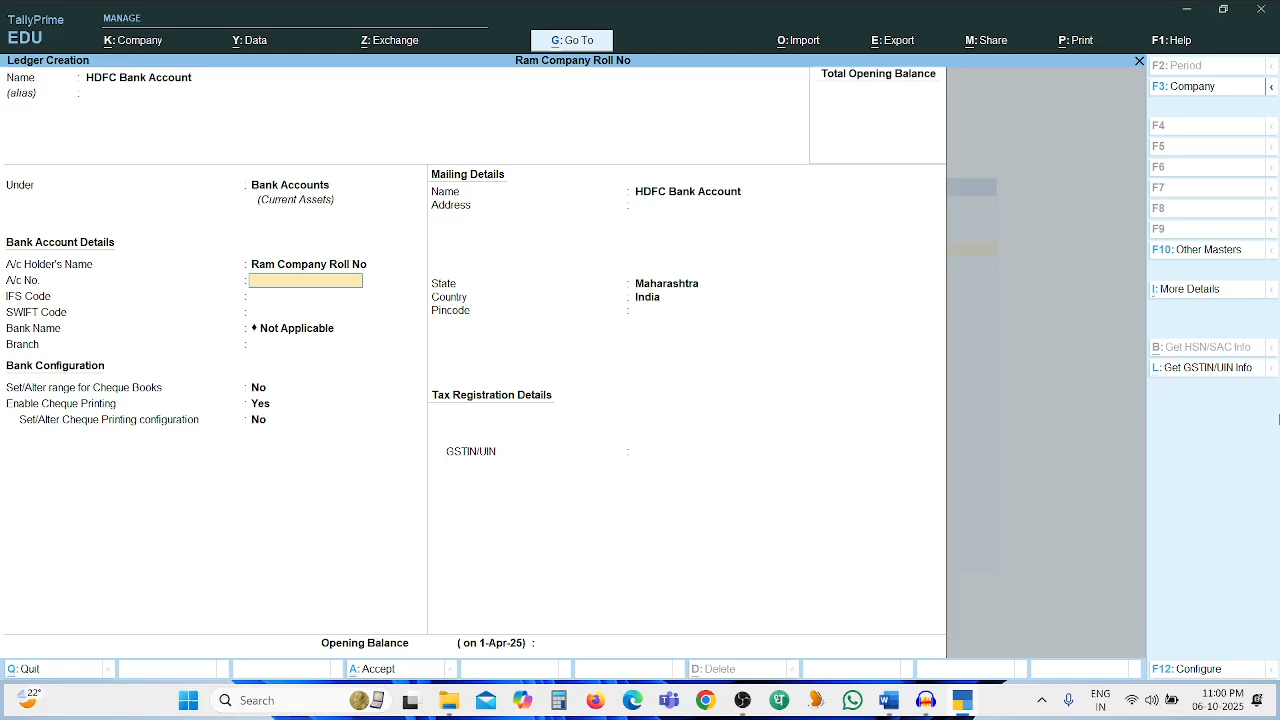 TallyPrime
EDU
MANAGE
K: Company
Y: Data
Z: Exchange
G: Go To
O: Import
E: Export
M: Share
P: Print
F1: Help
Ledger Creation
Ram Company Roll No
Name : HDFC Bank Account
(alias) :
Total Opening Balance
Under : Bank Accounts
(Current Assets)
Bank Account Details
A/c Holder's Name : Ram Company Roll No
A/c No. :
IFS Code :
SWIFT Code :
Bank Name : ♦ Not Applicable
Branch :
Bank Configuration
Set/Alter range for Cheque Books : No
Enable Cheque Printing : Yes
Set/Alter Cheque Printing configuration : No
Mailing Details
Name : HDFC Bank Account
Address :
State : Maharashtra
Country : India
Pincode :
Tax Registration Details
GSTIN/UIN :
Opening Balance ( on 1-Apr-25) :
F2: Period
F3: Company
F4
F5
F6
F7
F8
F9
F10: Other Masters
I: More Details
B: Get HSN/SAC Info
L: Get GSTIN/UIN Info
Q: Quit
A: Accept
D: Delete
F12: Configure
22°
Search
ENG
IN
11:00 PM
06-10-2025